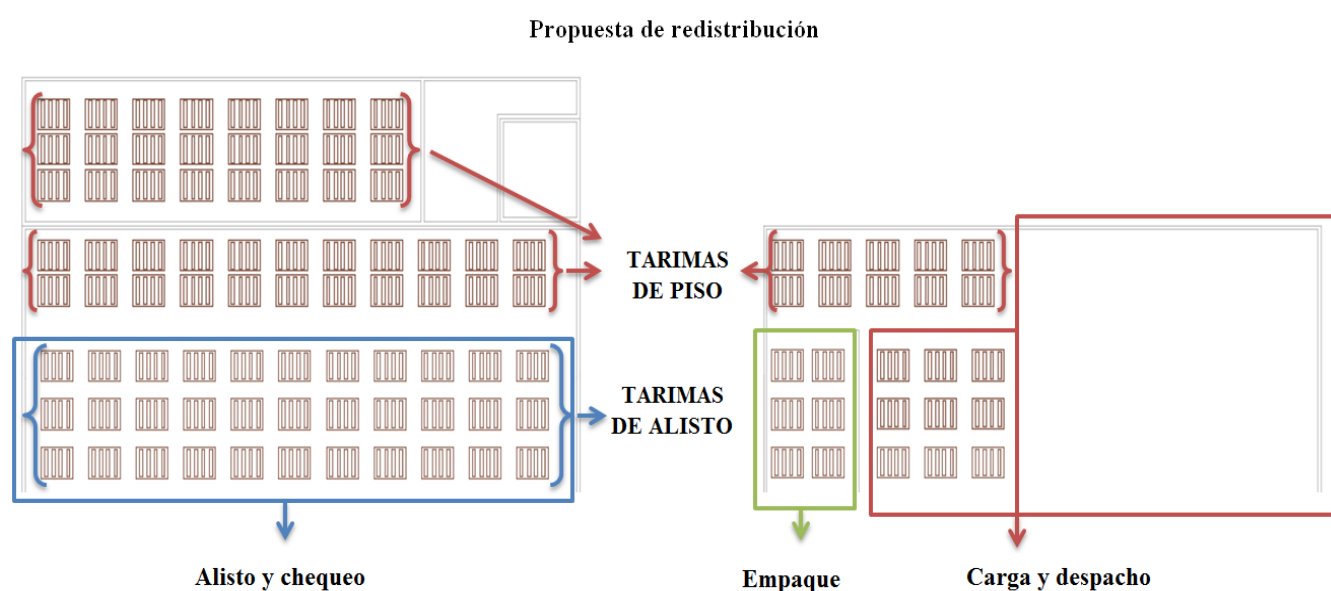 Propuesta de redistribución
TARIMAS
DE PISO
TARIMAS
DE ALISTO
Alisto y chequeo
Empaque
Carga y despacho